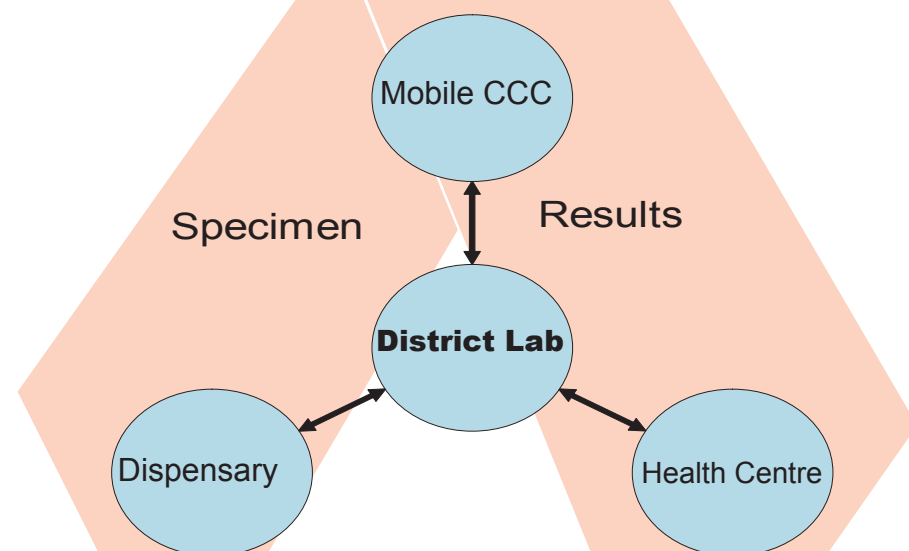 Mobile CCC
Specimen
Results
District Lab
Dispensary
Health Centre